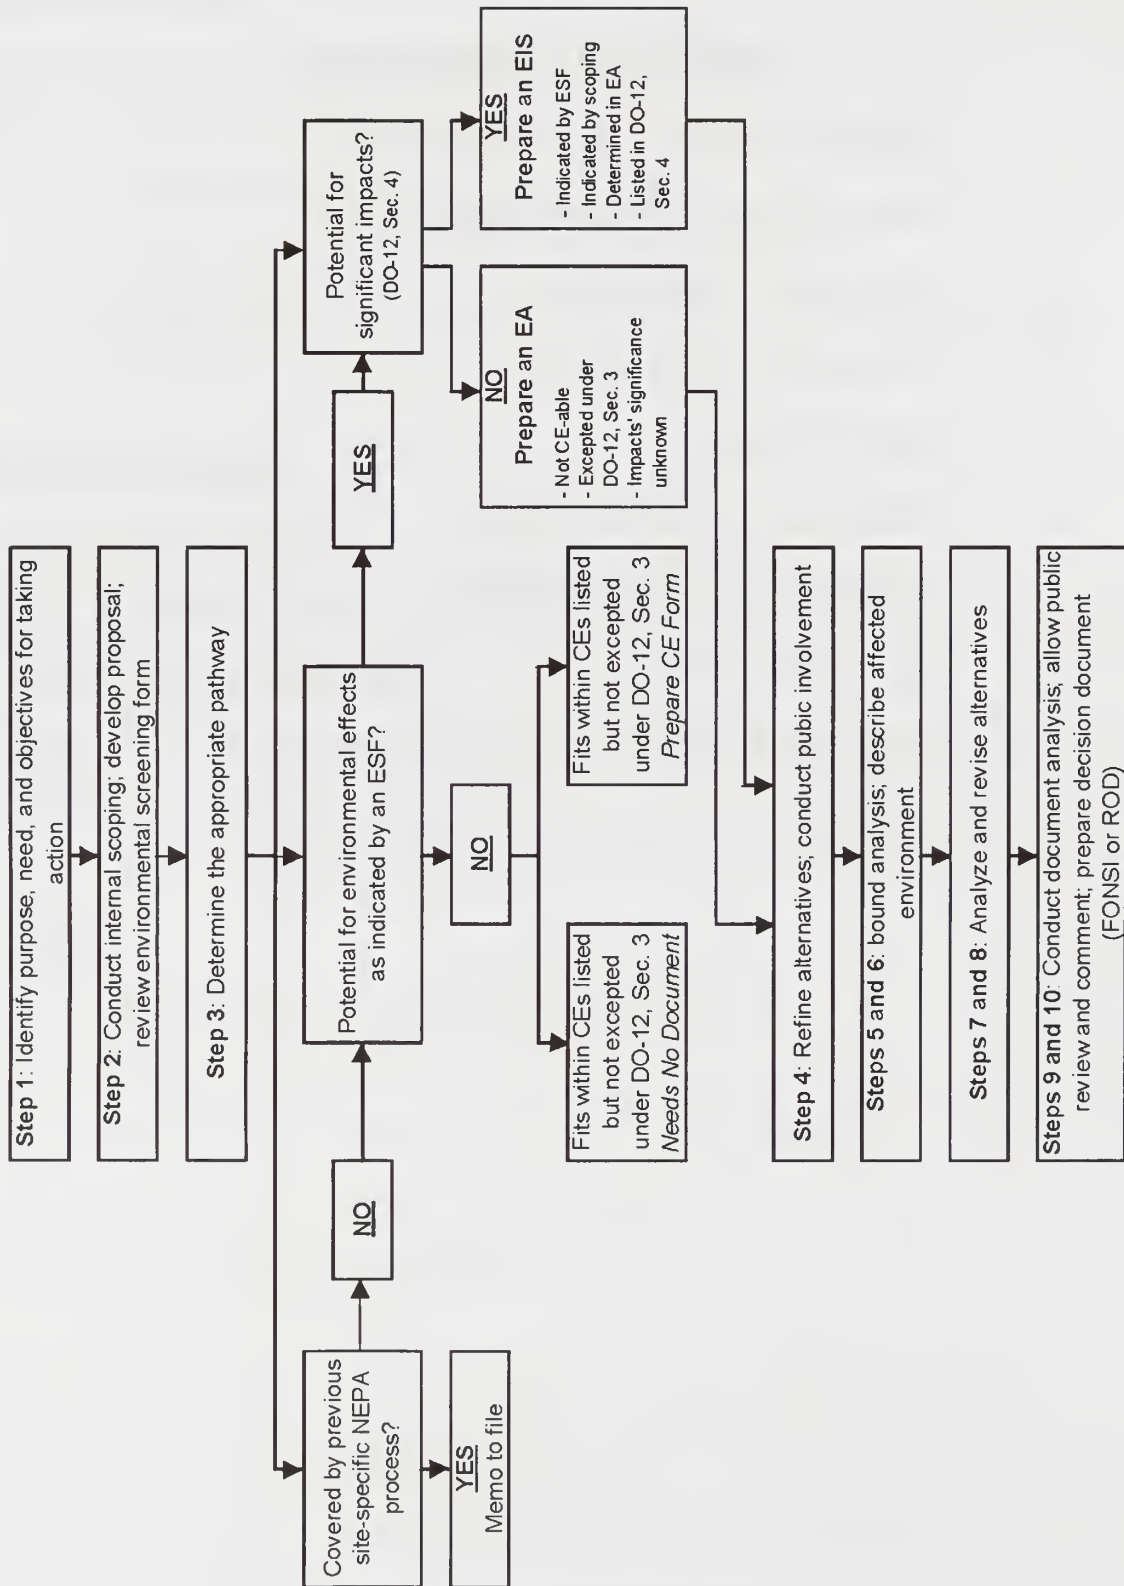 Step 1: Identify purpose, need, and objectives for taking
action
Step 2: Conduct internal scoping; develop proposal;
review environmental screening form
Step 3: Determine the appropriate pathway
Covered by previous
site-specific NEPA
process?
YES
Memo to file
NO
Potential for environmental effects
as indicated by an ESF?
YES
Potential for
significant impacts?
(DO-12, Sec. 4)
NO
Fits within CEs listed
but not excepted
under DO-12, Sec. 3
Needs No Document
Fits within CEs listed
but not excepted
under DO-12, Sec. 3
Prepare CE Form
NO
Prepare an EA
- Not CE-able
- Excepted under
DO-12, Sec. 3
- Impacts' significance
unknown
YES
Prepare an EIS
- Indicated by ESF
- Indicated by scoping
- Determined in EA
- Listed in DO-12,
Sec. 4
Step 4: Refine alternatives; conduct pubic involvement
Steps 5 and 6: bound analysis; describe affected
environment
Steps 7 and 8: Analyze and revise alternatives
Steps 9 and 10: Conduct document analysis; allow public
review and comment; prepare decision document
(FONSI or ROD)